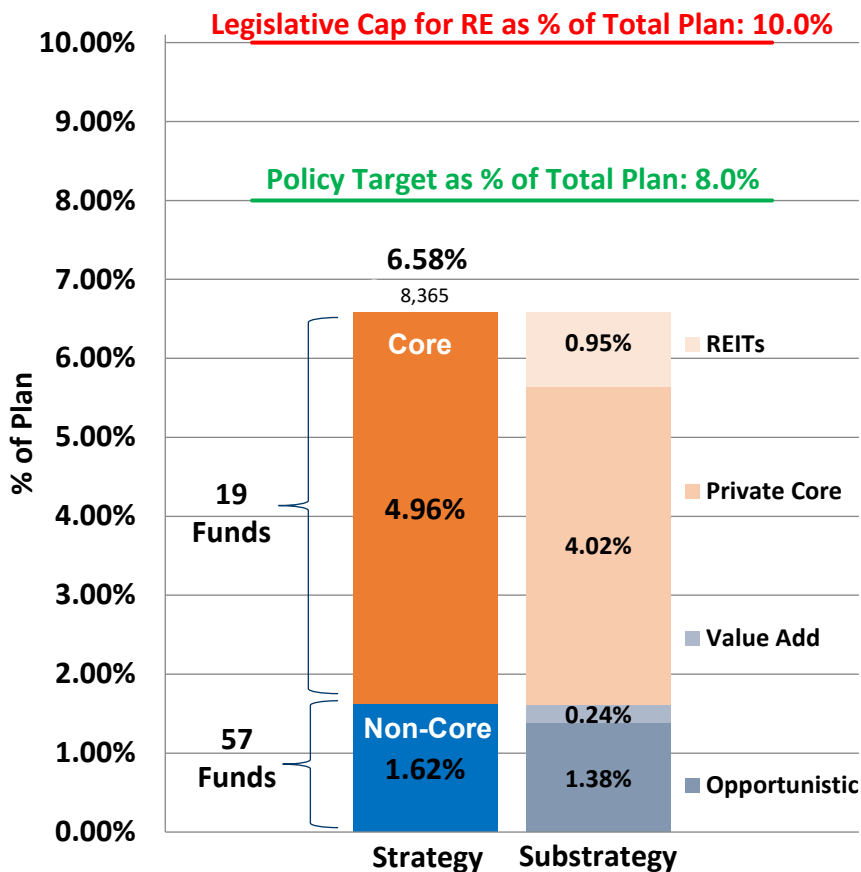 Legislative Cap for RE as % of Total Plan: 10.0%
10.00%
9.00%
Policy Target as % of Total Plan: 8.0%
8.00%
6.58%
7.00%
8,365
Core
0.95%
REITs
6.00%
% of Plan
5.00%
19
Funds
4.96%
Private Core
4.00%
4.02%
3.00%
Value Add
2.00%
0.24%
57
Funds
Non-Core
1.00%
1.62%
1.38%
Opportunistic
0.00%
Strategy
Substrategy